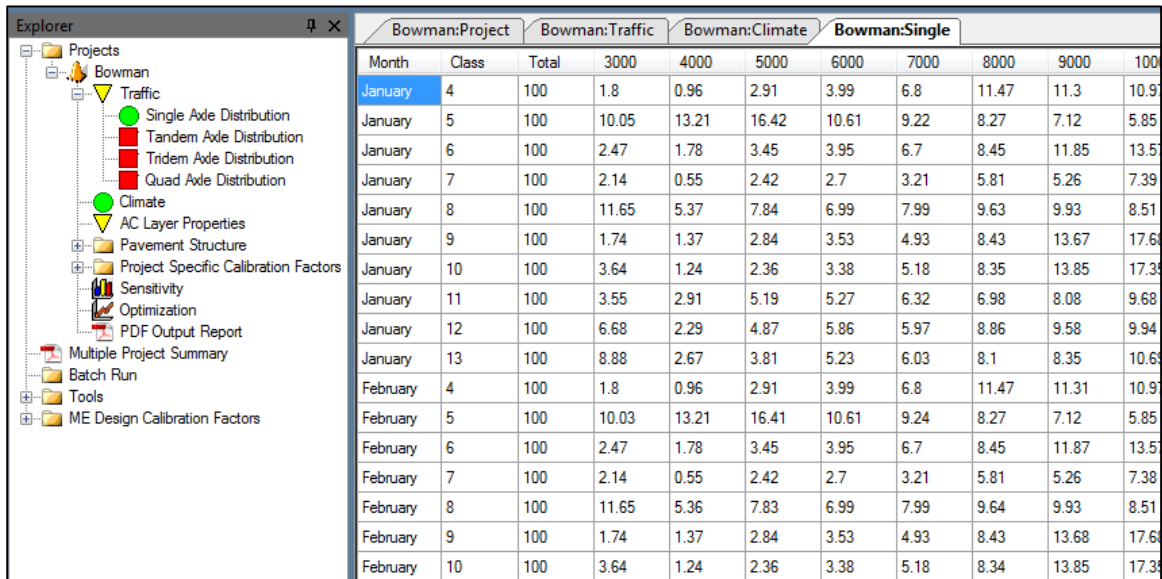 Explorer
Projects
Bowman
Traffic
Single Axle Distribution
Tandem Axle Distribution
Tridem Axle Distribution
Quad Axle Distribution
Climate
AC Layer Properties
Pavement Structure
Project Specific Calibration Factors
Sensitivity
Optimization
PDF Output Report
Multiple Project Summary
Batch Run
Tools
ME Design Calibration Factors
Bowman:Project Bowman:Traffic Bowman:Climate Bowman:Single
Month Class Total 3000 4000 5000 6000 7000 8000 9000 100
January 4 100 1.8 0.96 2.91 3.99 6.8 11.47 11.3 10.97
January 5 100 10.05 13.21 16.42 10.61 9.22 8.27 7.12 5.85
January 6 100 2.47 1.78 3.45 3.95 6.7 8.45 11.85 13.57
January 7 100 2.14 0.55 2.42 2.7 3.21 5.81 5.26 7.39
January 8 100 11.65 5.37 7.84 6.99 7.99 9.63 9.93 8.51
January 9 100 1.74 1.37 2.84 3.53 4.93 8.43 13.67 17.68
January 10 100 3.64 1.24 2.36 3.38 5.18 8.35 13.85 17.35
January 11 100 3.55 2.91 5.19 5.27 6.32 6.98 8.08 9.68
January 12 100 6.68 2.29 4.87 5.86 5.97 8.86 9.58 9.94
January 13 100 8.88 2.67 3.81 5.23 6.03 8.1 8.35 10.69
February 4 100 1.8 0.96 2.91 3.99 6.8 11.47 11.31 10.97
February 5 100 10.03 13.21 16.41 10.61 9.24 8.27 7.12 5.85
February 6 100 2.47 1.78 3.45 3.95 6.7 8.45 11.87 13.57
February 7 100 2.14 0.55 2.42 2.7 3.21 5.81 5.26 7.38
February 8 100 11.65 5.36 7.83 6.99 7.99 9.64 9.93 8.51
February 9 100 1.74 1.37 2.84 3.53 4.93 8.43 13.68 17.68
February 10 100 3.64 1.24 2.36 3.38 5.18 8.34 13.85 17.35